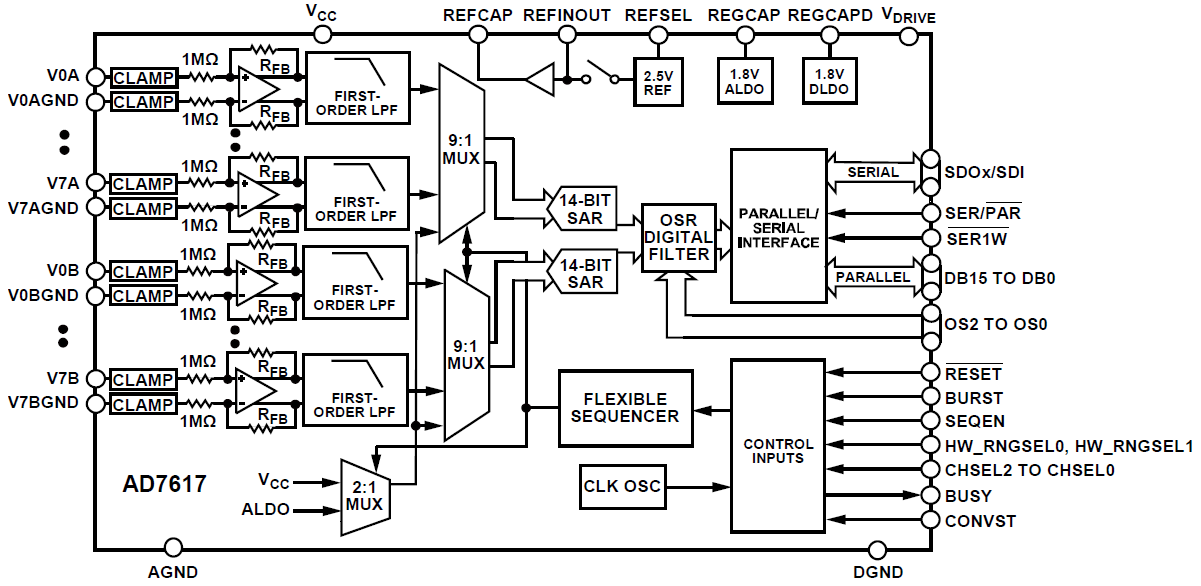 VCC
REFCAP
REFINOUT
REFSEL
REGCAP
REGCAPD
VDRIVE
V0A
CLAMP
1MΩ
RFB
+
V0AGND
CLAMP
–
1MΩ
RFB
FIRST-
ORDER LPF
2.5V
REF
1.8V
ALDO
1.8V
DLDO
9:1
MUX
V7A
CLAMP
1MΩ
RFB
+
V7AGND
CLAMP
–
1MΩ
RFB
FIRST-
ORDER LPF
14-BIT
SAR
OSR
DIGITAL
FILTER
PARALLEL/
SERIAL
INTERFACE
SERIAL
SDOx/SDI
SER/PAR
SER1W
PARALLEL
DB15 TO DB0
OS2 TO OS0
V0B
CLAMP
1MΩ
RFB
+
V0BGND
CLAMP
–
1MΩ
RFB
FIRST-
ORDER LPF
14-BIT
SAR
9:1
MUX
V7B
CLAMP
1MΩ
RFB
+
V7BGND
CLAMP
–
1MΩ
RFB
FIRST-
ORDER LPF
FLEXIBLE
SEQUENCER
CLK OSC
CONTROL
INPUTS
RESET
BURST
SEQEN
HW_RNGSEL0, HW_RNGSEL1
CHSEL2 TO CHSEL0
BUSY
CONVST
AD7617
VCC
ALDO
2:1
MUX
AGND
DGND